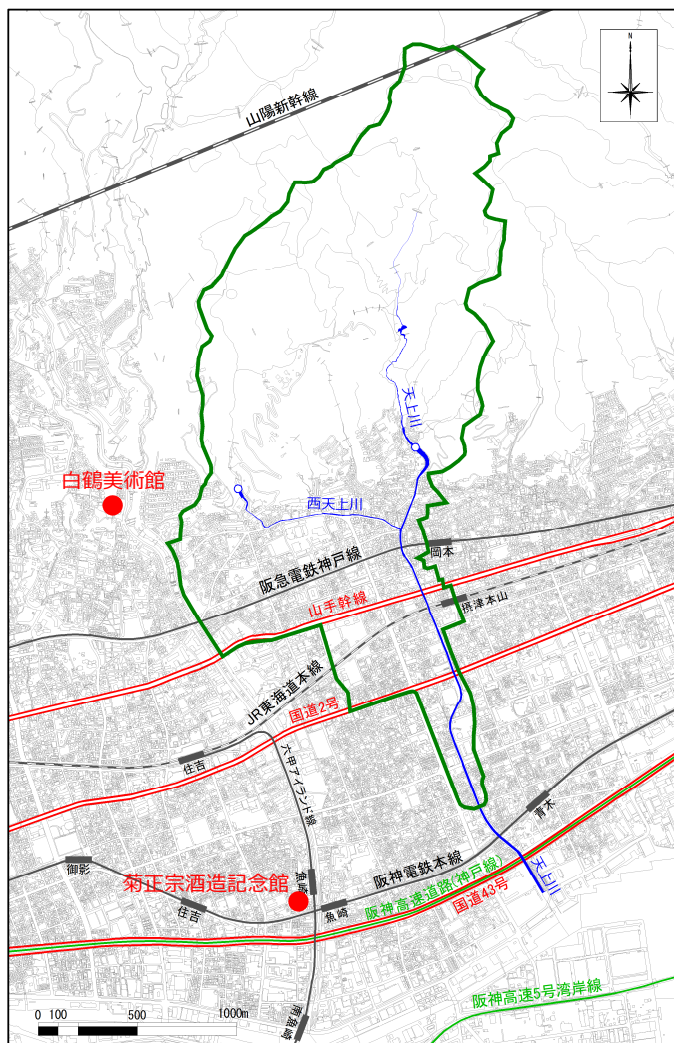 N
山陽新幹線
天上川
白鶴美術館
西天上川
岡本
阪急電鉄神戸線
山手幹線
摂津本山
JR東海道本線
国道2号
住吉
六甲アイランド線
青木
御影
阪神電鉄本線
魚崎
菊正宗酒造記念館
住吉
魚崎
阪神高速道路(神戸線)
国道43号
天上川
阪神高速5号湾岸線
南魚崎
0 100 500 1000m